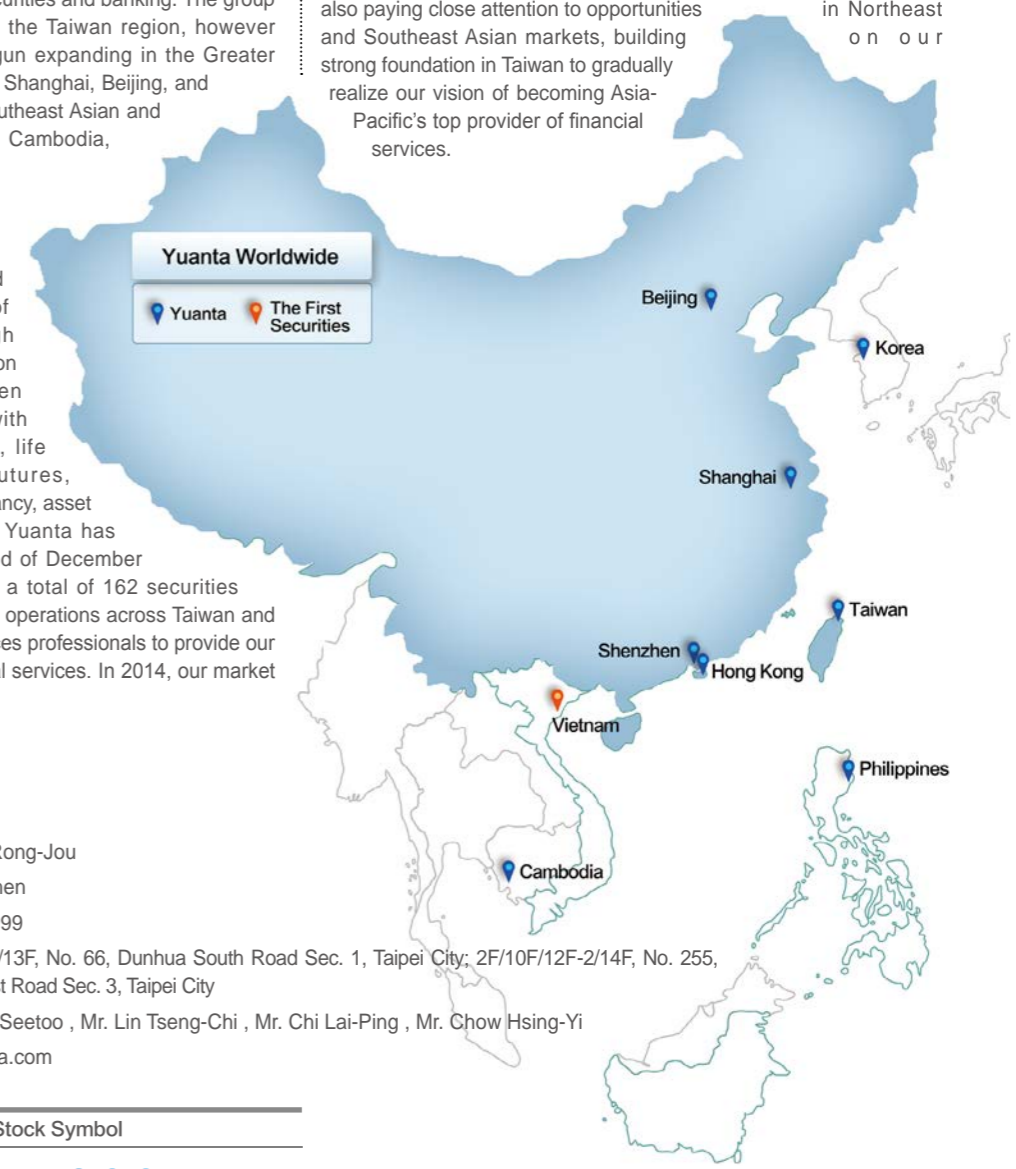 curities and banking. The group
the Taiwan region, however
gun expanding in the Greater
Shanghai, Beijing, and
utheast Asian and
Cambodia,
also paying close attention to opportunities
and Southeast Asian markets, building
strong foundation in Taiwan to gradually
realize our vision of becoming Asia-
Pacific's top provider of financial
services.
in Northeast
on our
Yuanta Worldwide
Yuanta
The First
Securities
of
on
en
with
, life
utures,
ancy, asset
Yuanta has
d of December
a total of 162 securities
operations across Taiwan and
ces professionals to provide our
al services. In 2014, our market
Beijing
Korea
Shanghai
Taiwan
Shenzhen
Hong Kong
Vietnam
Philippines
Cambodia
Rong-Jou
hen
99
/13F, No. 66, Dunhua South Road Sec. 1, Taipei City; 2F/10F/12F-2/14F, No. 255,
st Road Sec. 3, Taipei City
Seetoo , Mr. Lin Tseng-Chi , Mr. Chi Lai-Ping , Mr. Chow Hsing-Yi
a.com
Stock Symbol